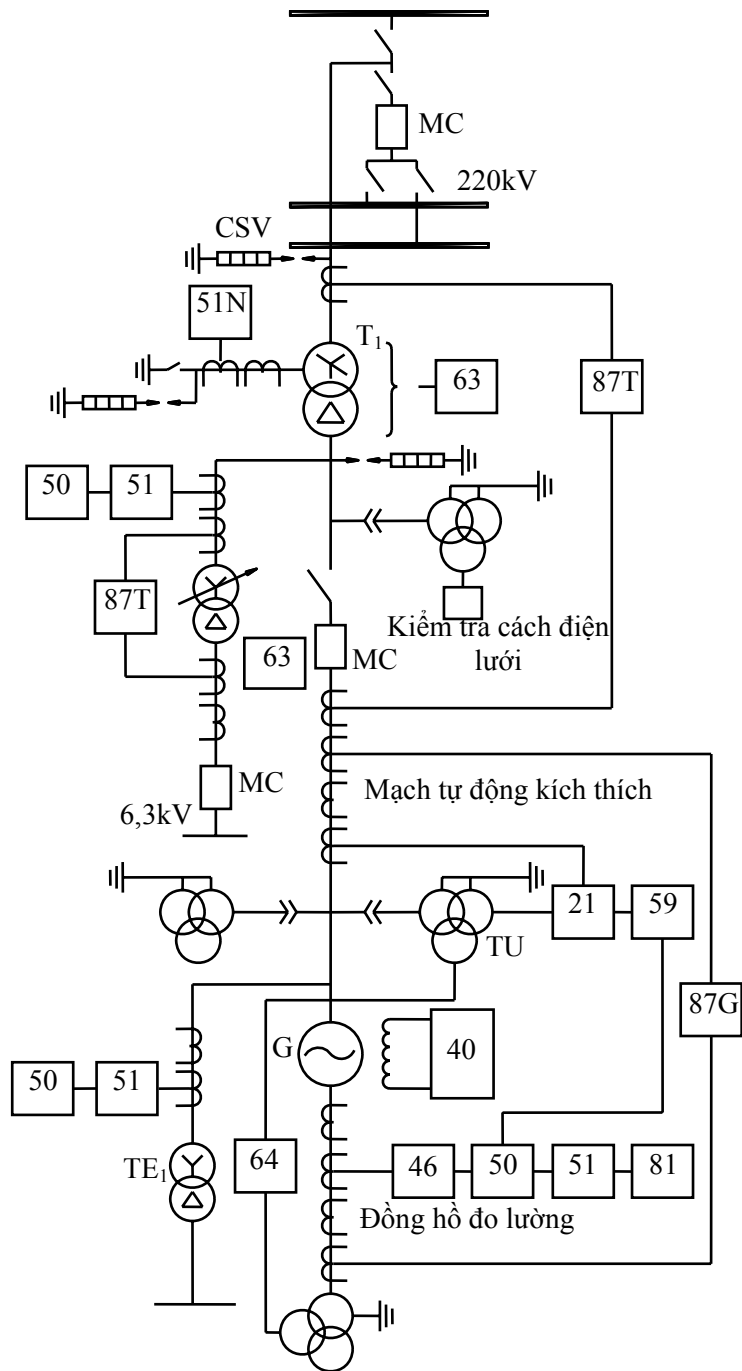 MC
220kV
CSV
51N
T1
63
87T
50
51
87T
Kiểm tra cách điện
lưới
63
MC
MC
Mạch tự động kích thích
6,3kV
21
59
TU
87G
G
40
50
51
TE1
64
46
50
51
81
Đồng hồ đo lường